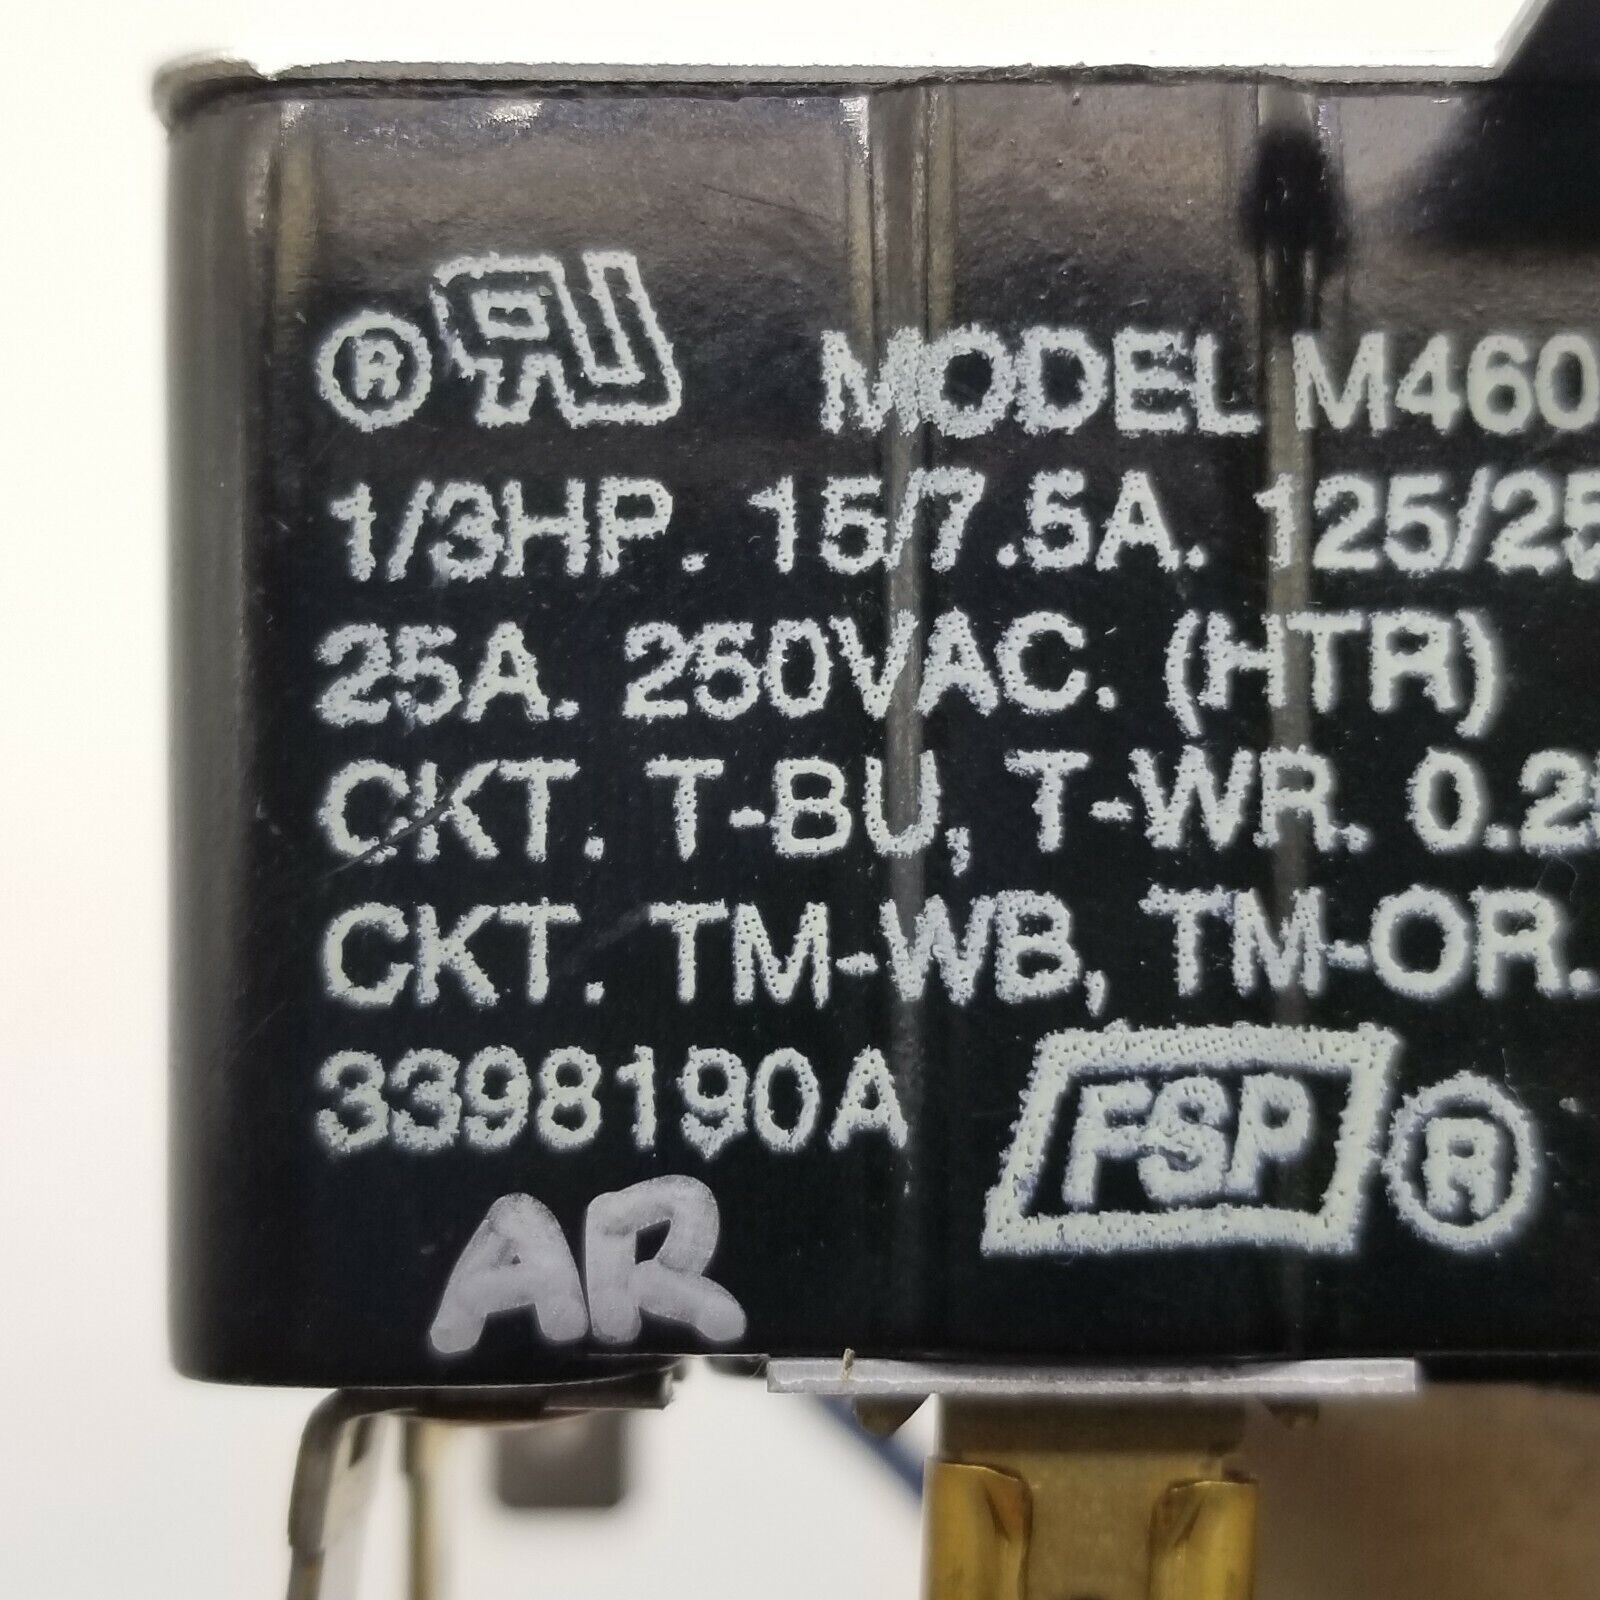 ® RU MODEL M460
1/3HP. 15/7.5A. 125/25
25A. 250VAC. (HTR)
CKT. T-BU, T-WR. 0.2
CKT. TM-WB, TM-OR.
3398190A FSP ®
AR